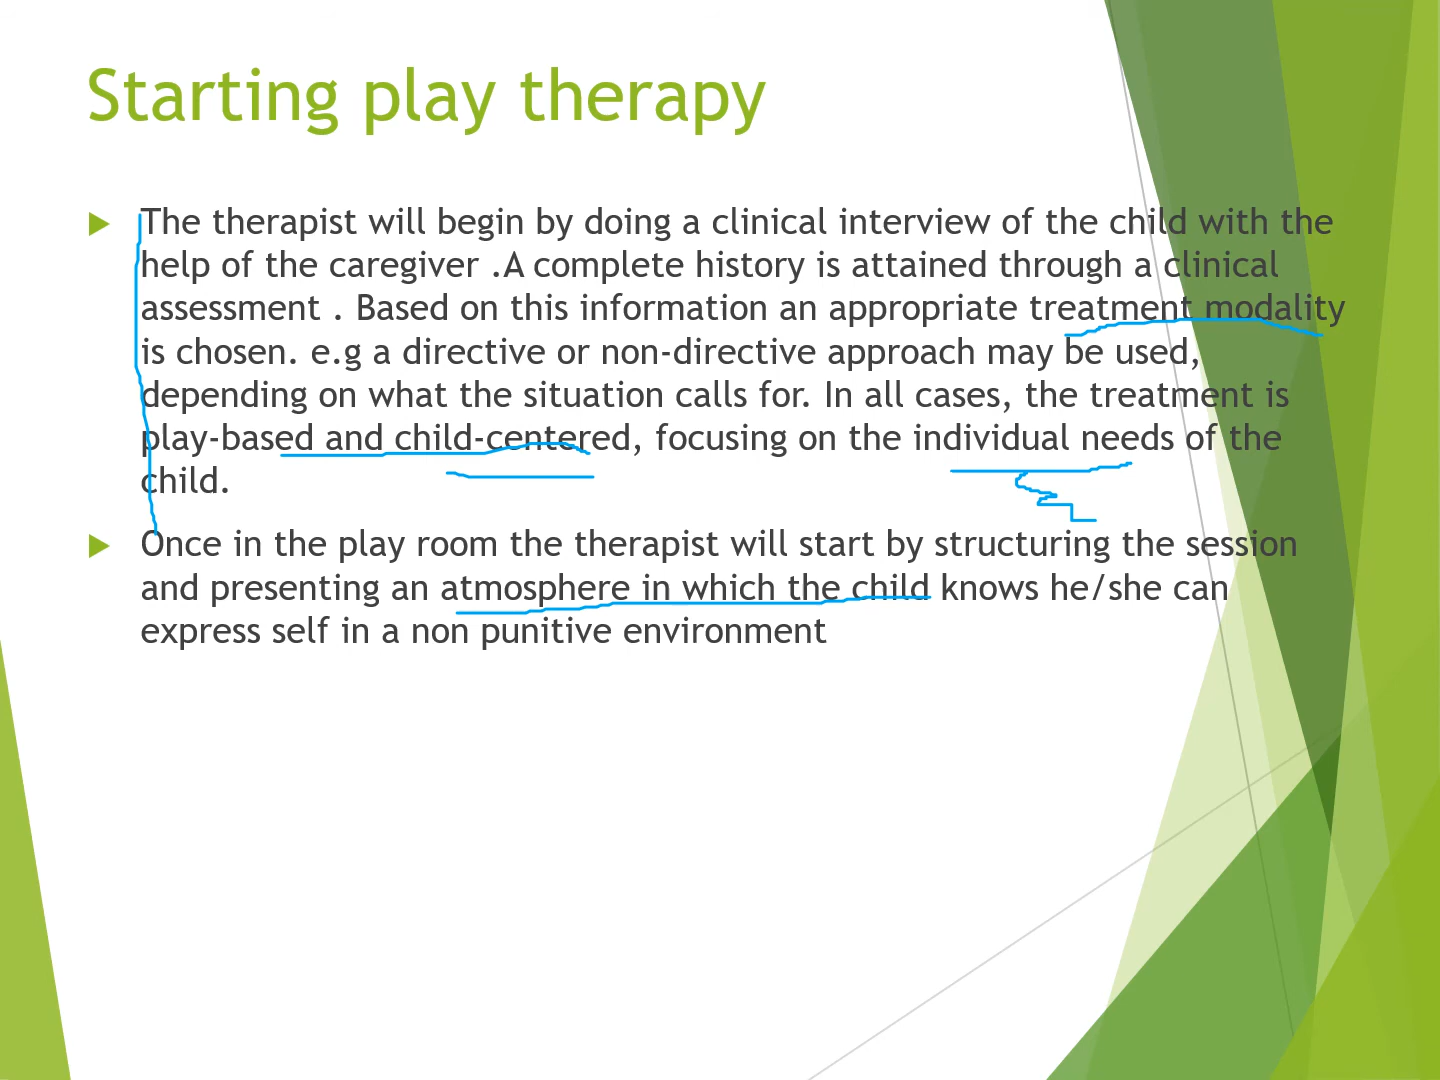 Starting play therapy
The therapist will begin by doing a clinical interview of the child with the
help of the caregiver .A complete history is attained through a clinical
assessment . Based on this information an appropriate treatment modality
is chosen. e.g a directive or non-directive approach may be used,
depending on what the situation calls for. In all cases, the treatment is
play-based and child-centered, focusing on the individual needs of the
child.
Once in the play room the therapist will start by structuring the session
and presenting an atmosphere in which the child knows he/she can
express self in a non punitive environment